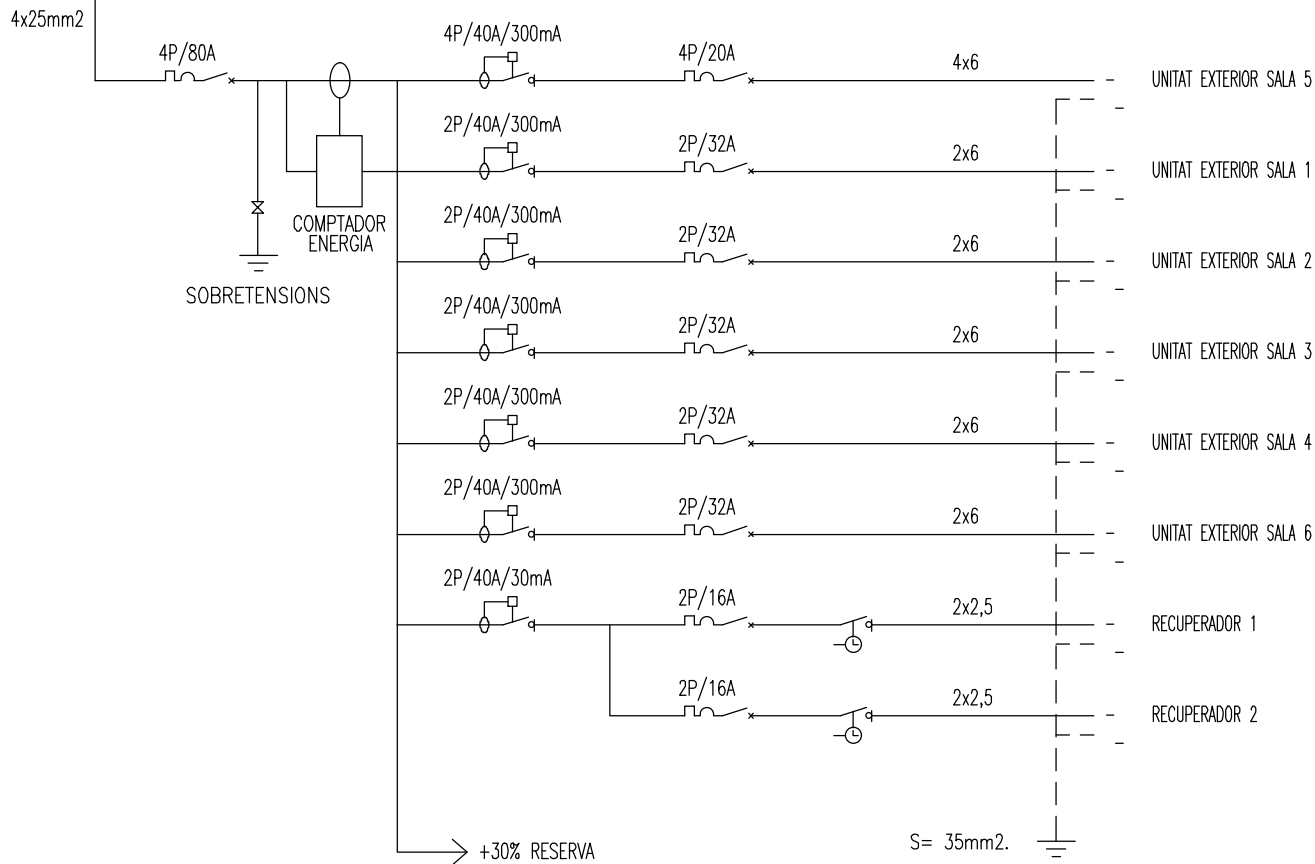 4x25mm2
4P/80A
4P/40A/300mA
4P/20A
4x6
UNITAT EXTERIOR SALA 5
2P/40A/300mA
2P/32A
2x6
UNITAT EXTERIOR SALA 1
COMPTADOR
ENERGIA
SOBRETENSIONS
2P/40A/300mA
2P/32A
2x6
UNITAT EXTERIOR SALA 2
2P/40A/300mA
2P/32A
2x6
UNITAT EXTERIOR SALA 3
2P/40A/300mA
2P/32A
2x6
UNITAT EXTERIOR SALA 4
2P/40A/300mA
2P/32A
2x6
UNITAT EXTERIOR SALA 6
2P/40A/30mA
2P/16A
2x2,5
RECUPERADOR 1
2P/16A
2x2,5
RECUPERADOR 2
+30% RESERVA
S= 35mm2.